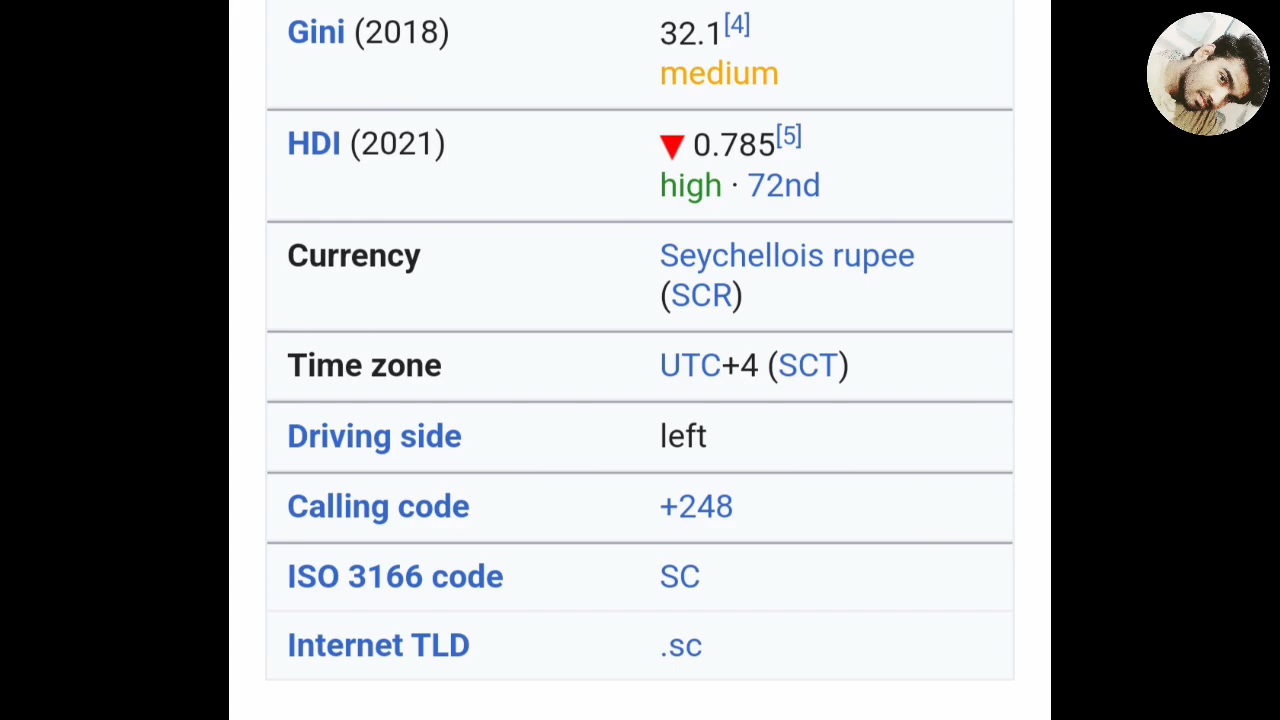 Gini (2018) 32.1[4]
medium
HDI (2021) ▼ 0.785[5]
high · 72nd
Currency Seychellois rupee
(SCR)
Time zone UTC+4 (SCT)
Driving side left
Calling code +248
ISO 3166 code SC
Internet TLD .sc